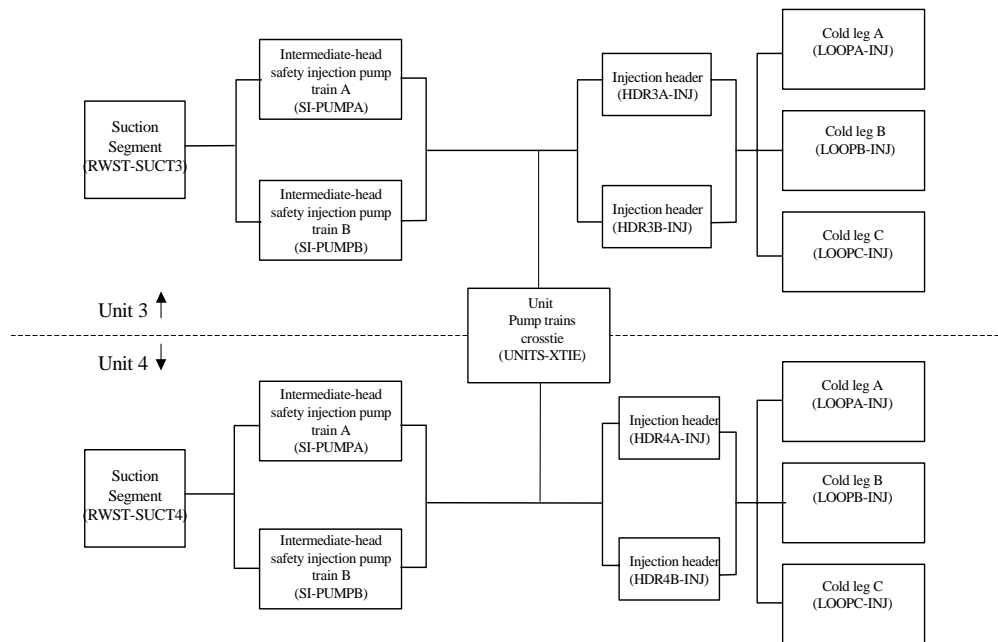 Intermediate-head
safety injection pump
train A
(SI-PUMPA)
Suction
Segment
(RWST-SUCT3)
Intermediate-head
safety injection pump
train B
(SI-PUMPB)
Injection header
(HDR3A-INJ)
Injection header
(HDR3B-INJ)
Cold leg A
(LOOPA-INJ)
Cold leg B
(LOOPB-INJ)
Cold leg C
(LOOPC-INJ)
Unit 3
Unit
Pump trains
crosstie
(UNITS-XTIE)
Unit 4
Intermediate-head
safety injection pump
train A
(SI-PUMPA)
Suction
Segment
(RWST-SUCT4)
Intermediate-head
safety injection pump
train B
(SI-PUMPB)
Injection header
(HDR4A-INJ)
Injection header
(HDR4B-INJ)
Cold leg A
(LOOPA-INJ)
Cold leg B
(LOOPB-INJ)
Cold leg C
(LOOPC-INJ)